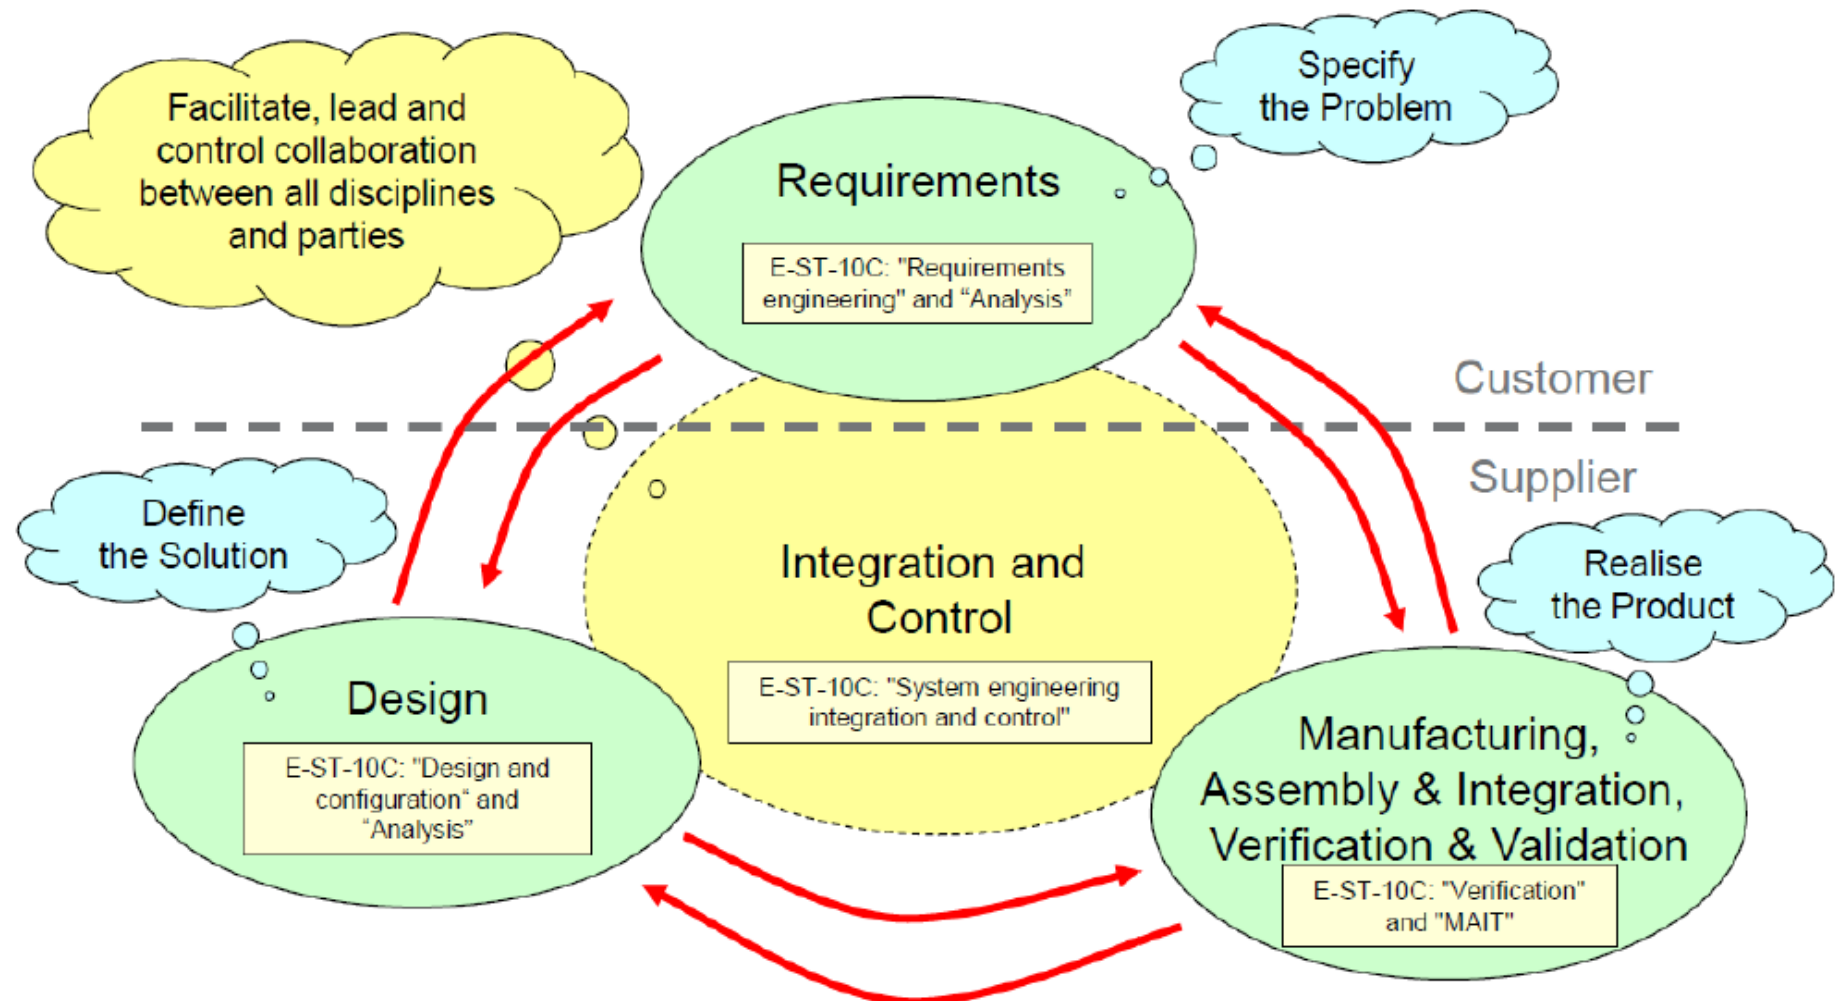 Specify
the Problem
Facilitate, lead and
control collaboration
between all disciplines
and parties
Requirements
E-ST-10C: "Requirements
engineering" and “Analysis”
Customer
Supplier
Define
the Solution
Integration and
Control
E-ST-10C: "System engineering
integration and control"
Realise
the Product
Design
E-ST-10C: "Design and
configuration“ and
“Analysis”
Manufacturing,
Assembly & Integration,
Verification & Validation
E-ST-10C: "Verification"
and "MAIT"